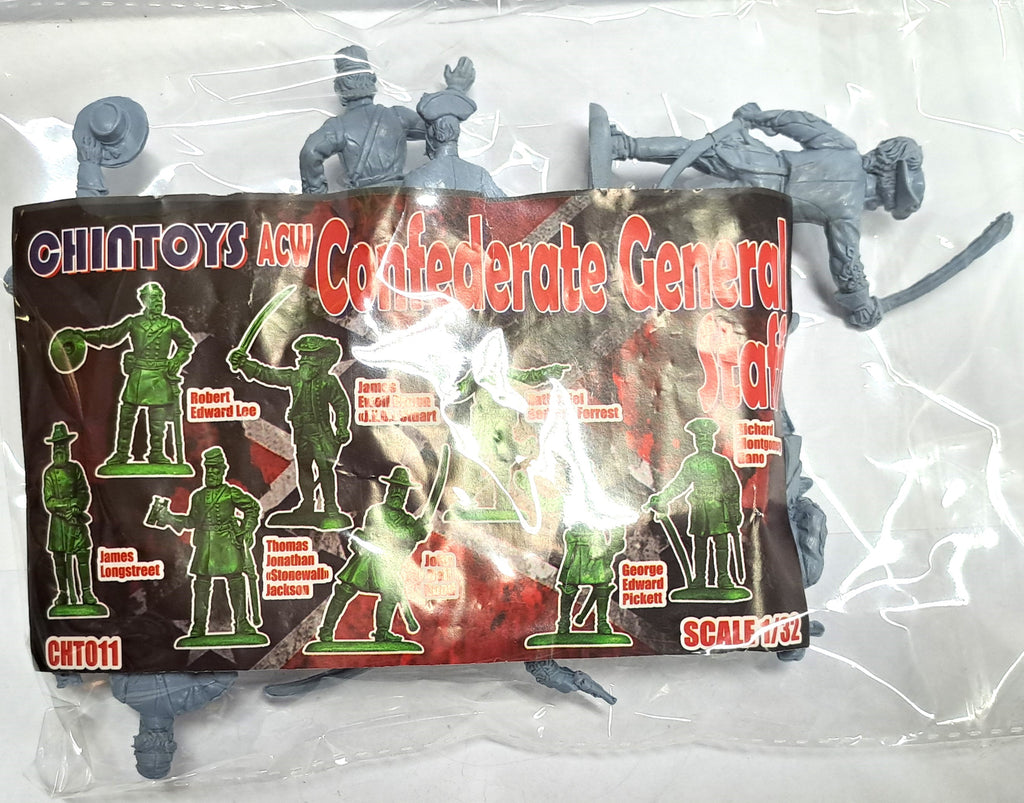 CHINTOYS ACW Confederate General
Staff
Robert
Edward Lee
James
Ewell Brown
«J.E.B.» Stuart
Forrest
Richard
Montgomery
Gano
James
Longstreet
Thomas
Jonathan
«Stonewall»
Jackson
George
Edward
Pickett
CHT011
SCALE 1/32